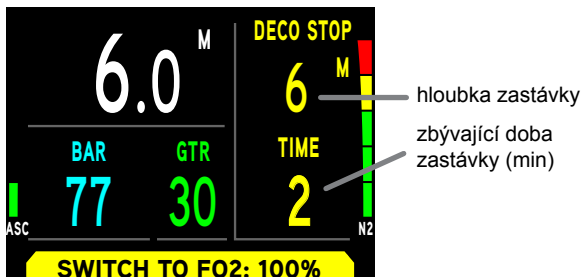 DECO STOP
M
6.0
6 M
hloubka zastávky
BAR
77
GTR
30
TIME
2
zbývající doba
zastávky (min)
ASC
N2
SWITCH TO FO2: 100%